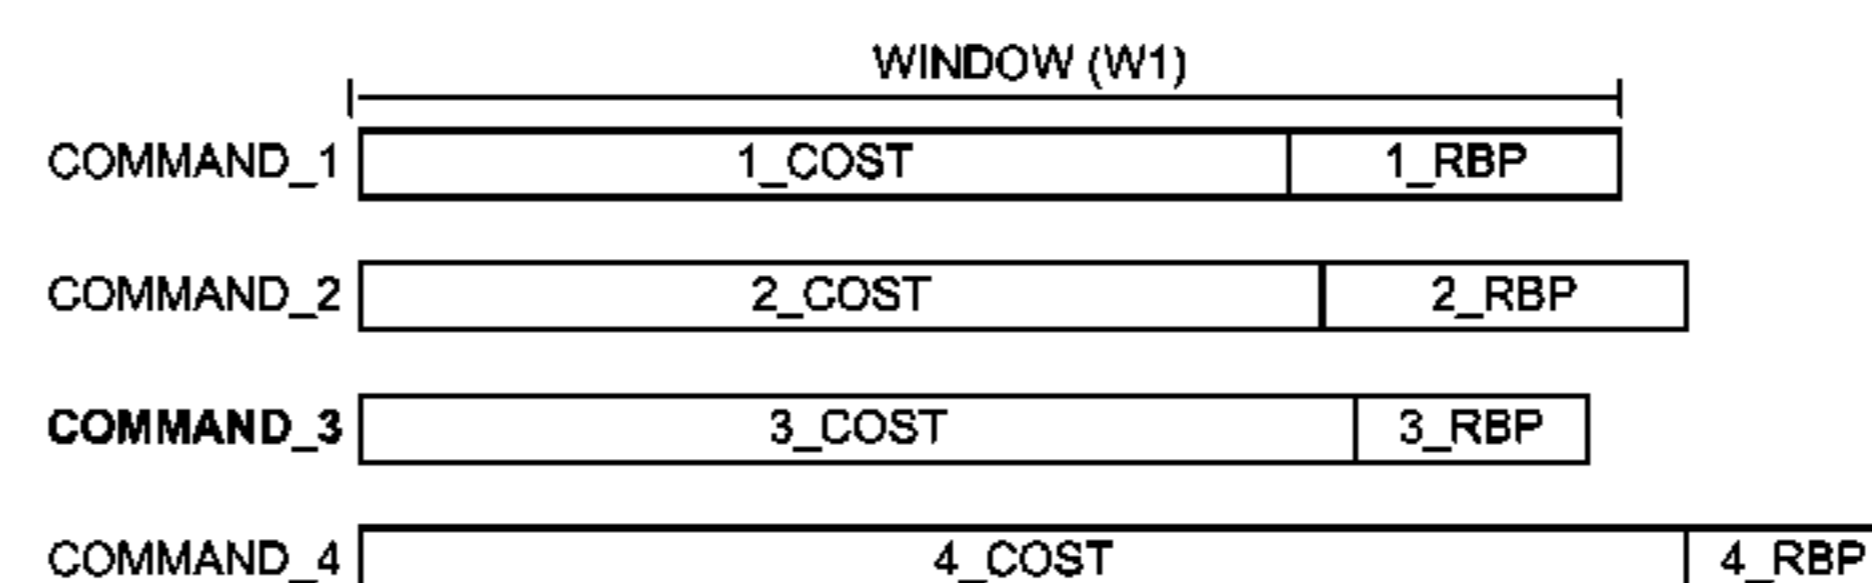 WINDOW (W1)
COMMAND_1 1_COST 1_RBP
COMMAND_2 2_COST 2_RBP
COMMAND_3 3_COST 3_RBP
COMMAND_4 4_COST 4_RBP